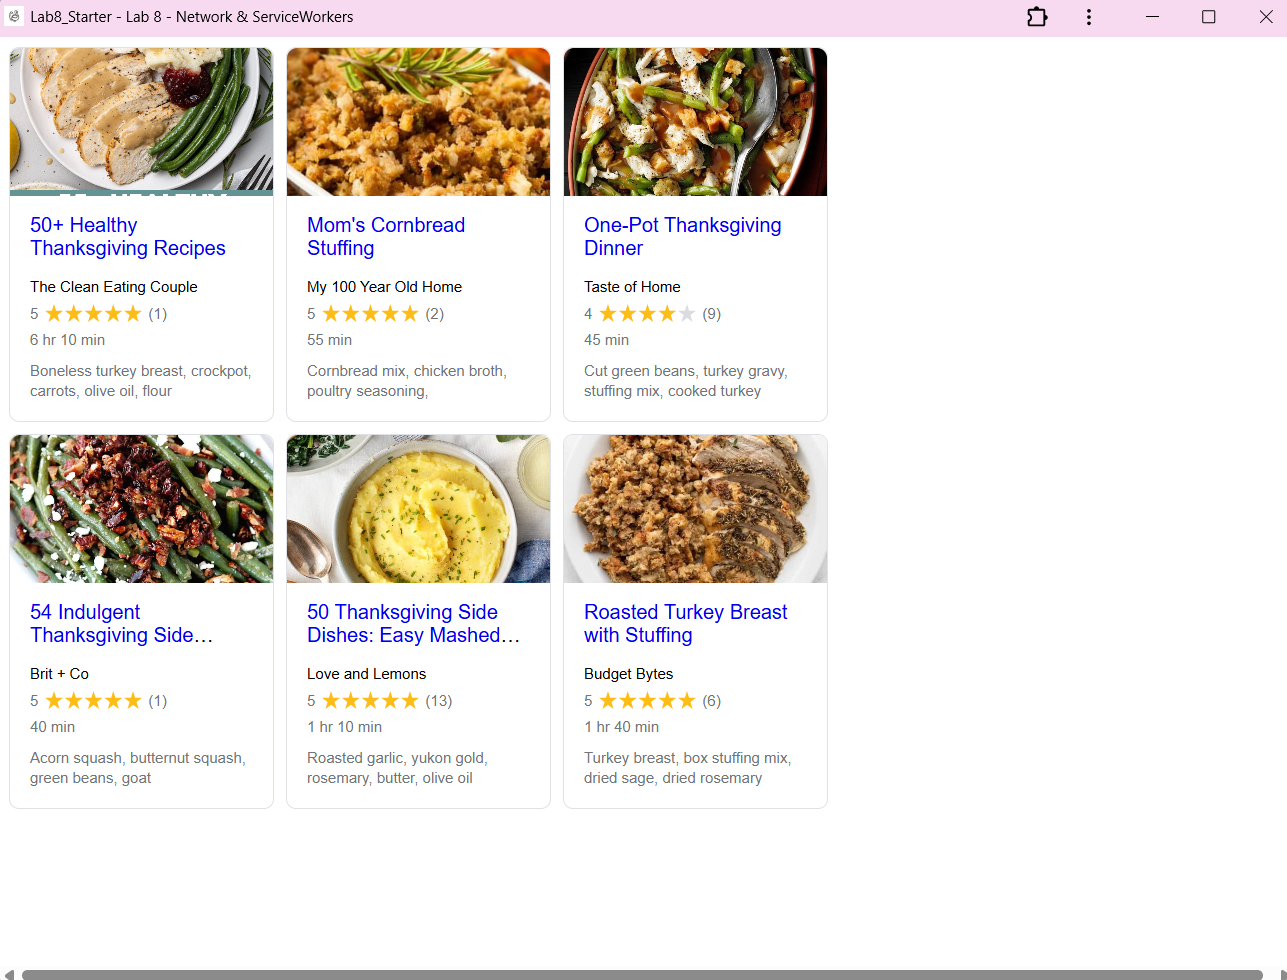 Lab8_Starter - Lab 8 - Network & ServiceWorkers
50+ Healthy
Thanksgiving Recipes
The Clean Eating Couple
5 (1)
6 hr 10 min
Boneless turkey breast, crockpot,
carrots, olive oil, flour
Mom's Cornbread
Stuffing
My 100 Year Old Home
5 (2)
55 min
Cornbread mix, chicken broth,
poultry seasoning,
One-Pot Thanksgiving
Dinner
Taste of Home
4 (9)
45 min
Cut green beans, turkey gravy,
stuffing mix, cooked turkey
54 Indulgent
Thanksgiving Side…
Brit + Co
5 (1)
40 min
Acorn squash, butternut squash,
green beans, goat
50 Thanksgiving Side
Dishes: Easy Mashed…
Love and Lemons
5 (13)
1 hr 10 min
Roasted garlic, yukon gold,
rosemary, butter, olive oil
Roasted Turkey Breast
with Stuffing
Budget Bytes
5 (6)
1 hr 40 min
Turkey breast, box stuffing mix,
dried sage, dried rosemary